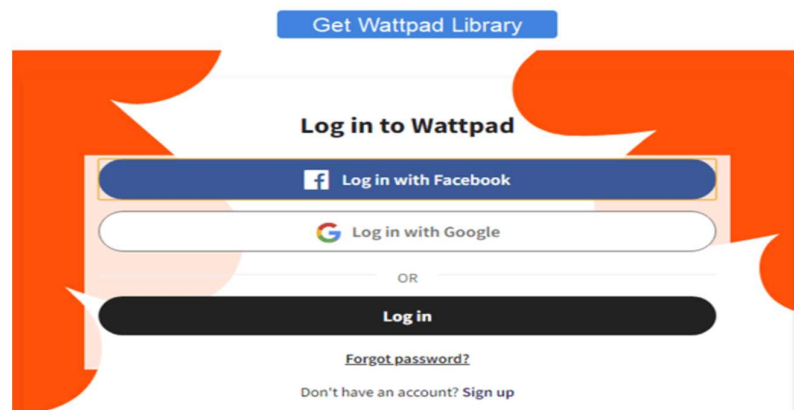 Get Wattpad Library
Log in to Wattpad
Log in with Facebook
Log in with Google
OR
Log in
Forgot password?
Don't have an account? Sign up